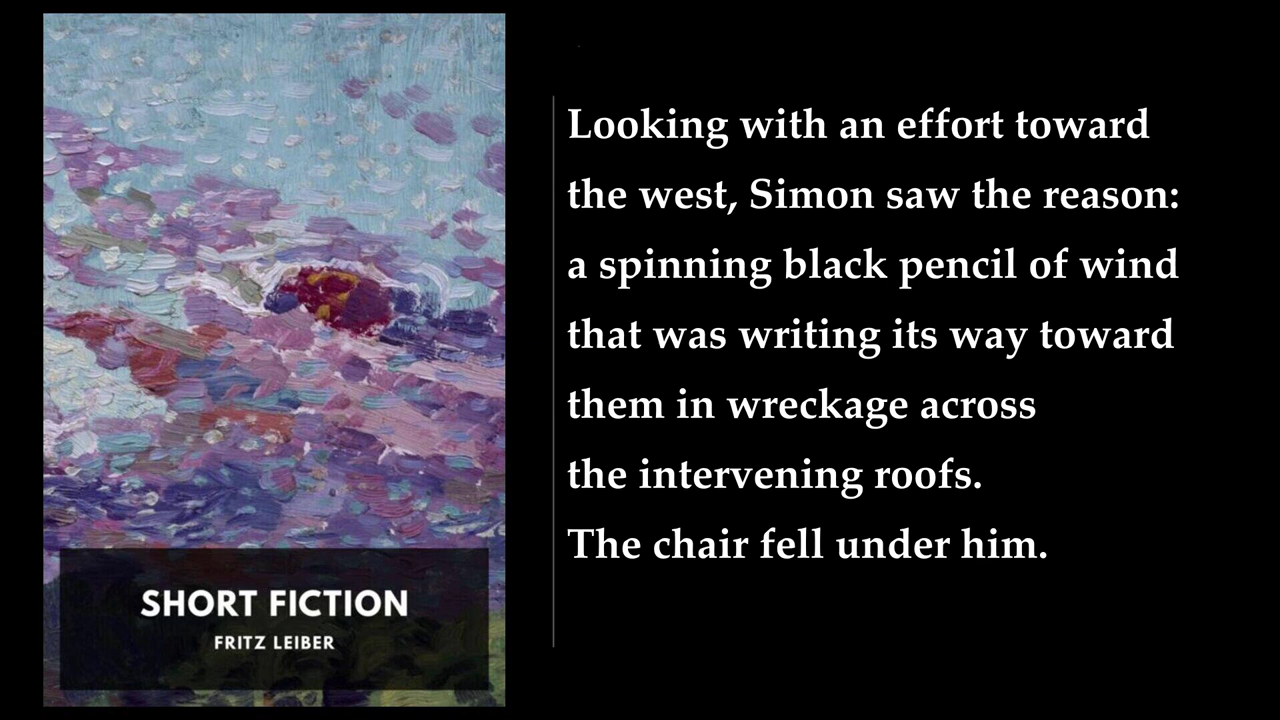 SHORT FICTION
FRITZ LEIBER
Looking with an effort toward
the west, Simon saw the reason:
a spinning black pencil of wind
that was writing its way toward
them in wreckage across
the intervening roofs.
The chair fell under him.